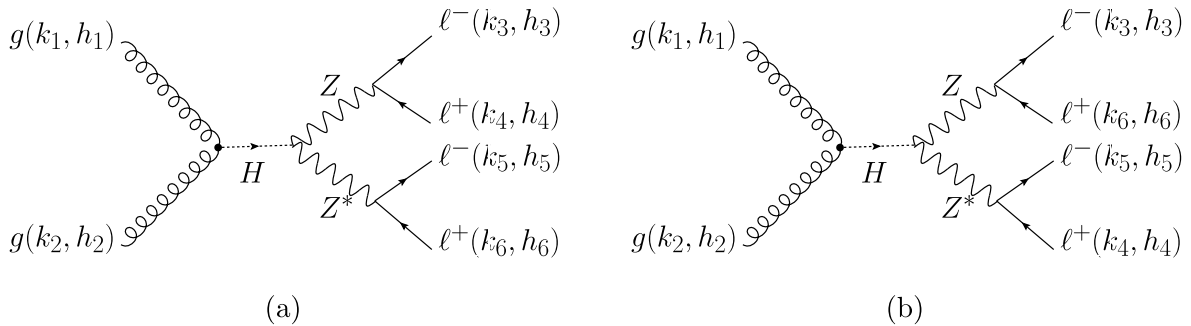 g(k₁, h₁)
g(k₂, h₂)
H
Z
Z*
ℓ⁻(k₃, h₃)
ℓ⁺(k₄, h₄)
ℓ⁻(k₅, h₅)
ℓ⁺(k₆, h₆)
(a)
g(k₁, h₁)
g(k₂, h₂)
H
Z
Z*
ℓ⁻(k₃, h₃)
ℓ⁺(k₆, h₆)
ℓ⁻(k₅, h₅)
ℓ⁺(k₄, h₄)
(b)